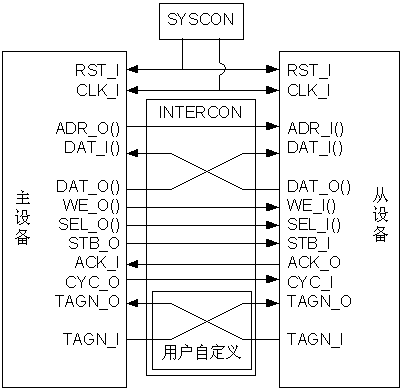 SYSCON
RST_I RST_I
CLK_I CLK_I
INTERCON
ADR_O() ADR_I()
DAT_I() DAT_I()
主设备 从设备
DAT_O() DAT_O()
WE_O() WE_I()
SEL_O() SEL_I()
STB_O STB_I
ACK_I ACK_O
CYC_O CYC_I
TAGN_O TAGN_O
TAGN_I TAGN_I
用户自定义